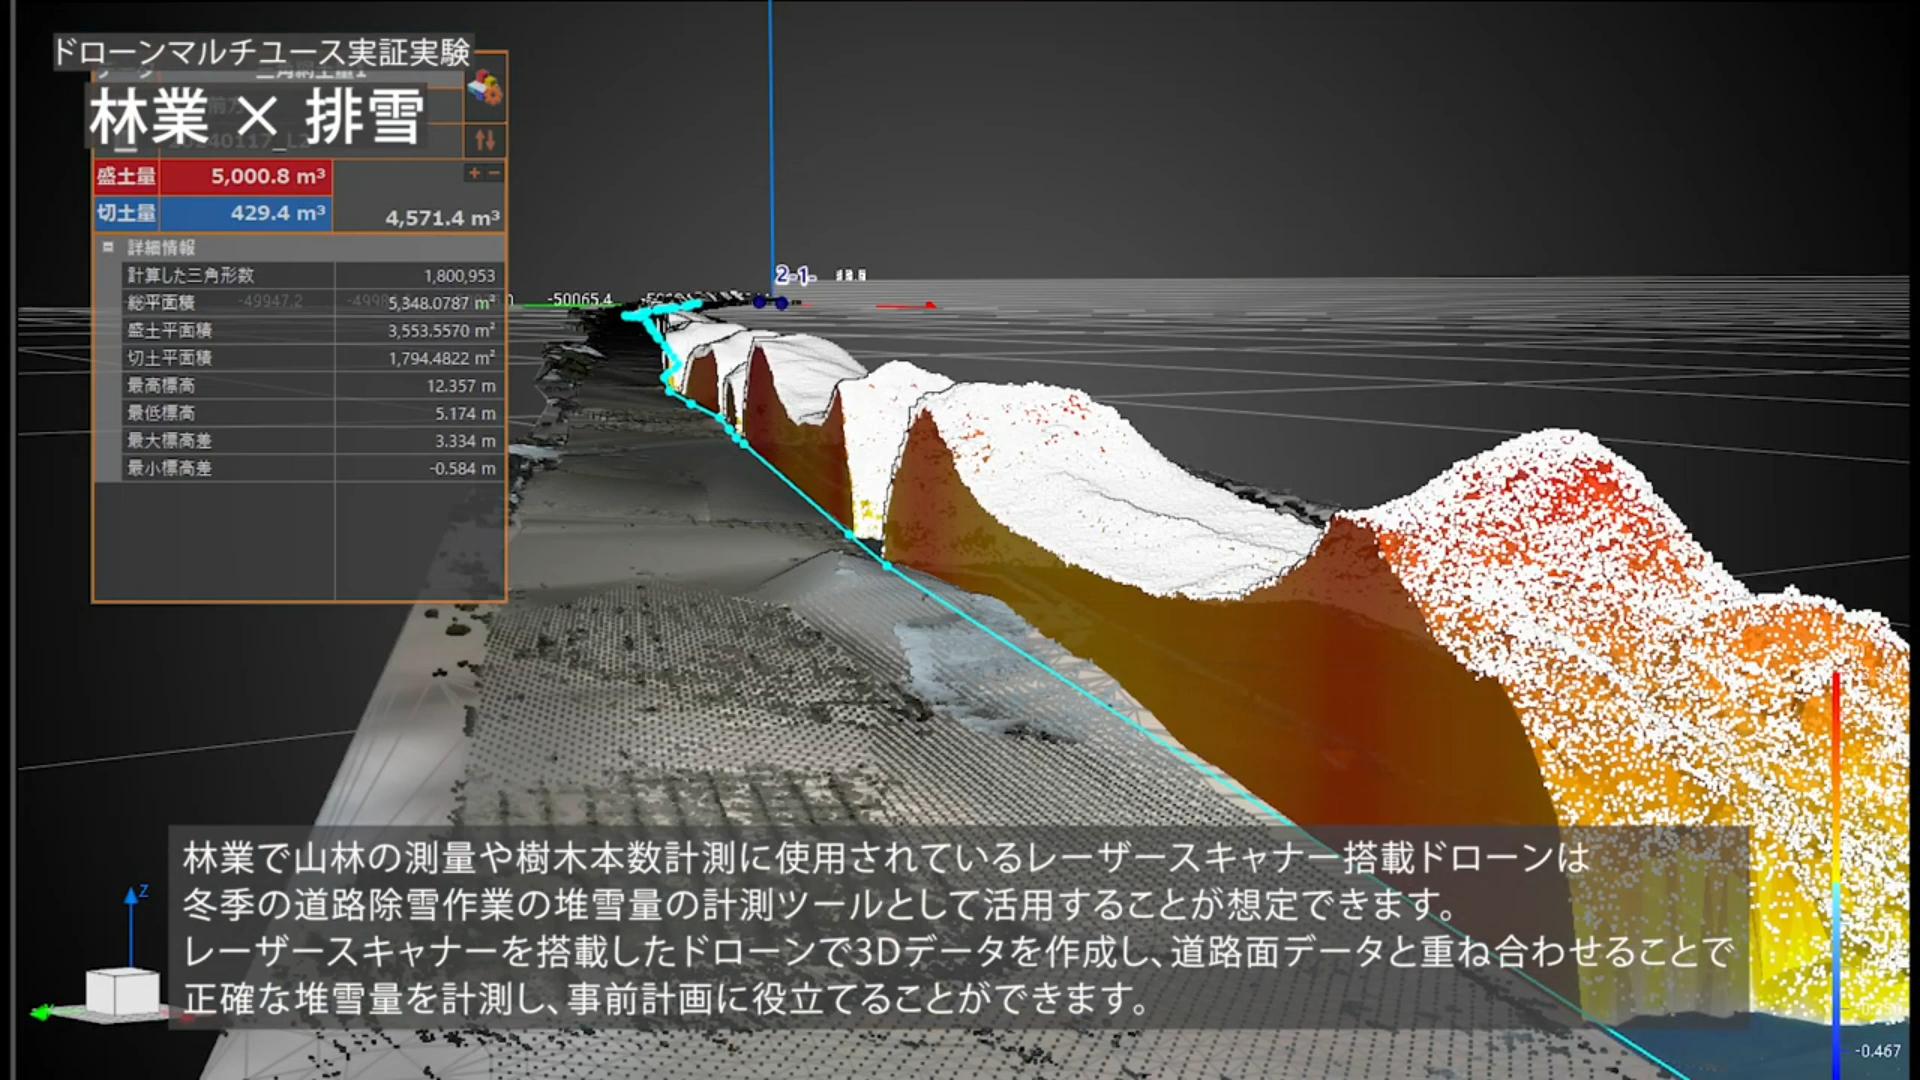 ドローンマルチユース実証実験
林業 × 排雪
盛土量 5,000.8 m³
切土量 429.4 m³ 4,571.4 m³
詳細情報
計算した三角形数 1,800,953
総平面積 5,348.0787 m²
盛土平面積 3,553.5570 m²
切土平面積 1,794.4822 m²
最高標高 12.357 m
最低標高 5.174 m
最大標高差 3.334 m
最小標高差 -0.584 m
-49947.2
-50065.4
2-1-
林業で山林の測量や樹木本数計測に使用されているレーザースキャナー搭載ドローンは
冬季の道路除雪作業の堆雪量の計測ツールとして活用することが想定できます。
レーザースキャナーを搭載したドローンで3Dデータを作成し、道路面データと重ね合わせることで
正確な堆雪量を計測し、事前計画に役立てることができます。
Z
-0.467